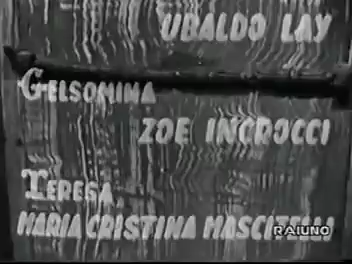 UBALDO LAY
GELSOMINA
ZOE INCROCCI
TERESA
MARIA CRISTINA MASCITELLI
RAIUNO